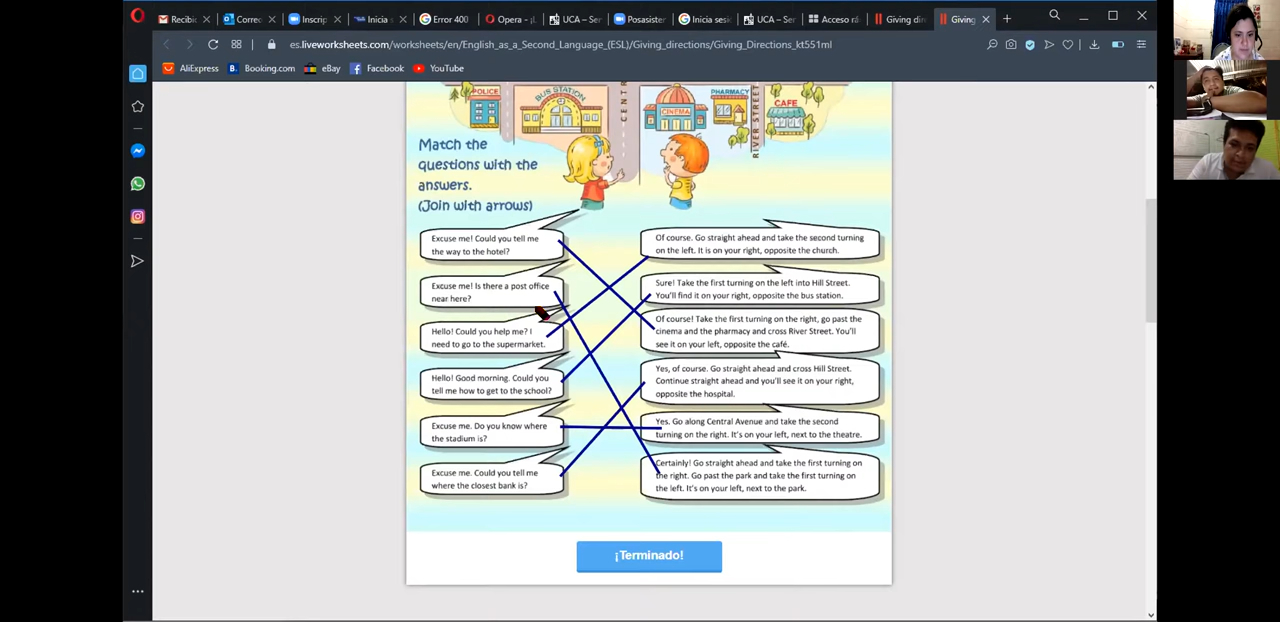 Recibid
Correo
Inscrip
Inicia s
Error 400
Opera – ¡L
UCA – Ser
Posasister
Inicia sesi
UCA – Ser
Acceso rá
Giving dir
Giving
es.liveworksheets.com/worksheets/en/English_as_a_Second_Language_(ESL)/Giving_directions/Giving_Directions_kt551ml
AliExpress
Booking.com
eBay
Facebook
YouTube
POLICE
BUS STATION
CENTR
CINEMA
PHARMACY
RIVER STREET
CAFE
Match the
questions with the
answers.
(Join with arrows)
Excuse me! Could you tell me
the way to the hotel?
Excuse me! Is there a post office
near here?
Hello! Could you help me? I
need to go to the supermarket.
Hello! Good morning. Could you
tell me how to get to the school?
Excuse me. Do you know where
the stadium is?
Excuse me. Could you tell me
where the closest bank is?
Of course. Go straight ahead and take the second turning
on the left. It is on your right, opposite the church.
Sure! Take the first turning on the left into Hill Street.
You'll find it on your right, opposite the bus station.
Of course! Take the first turning on the right, go past the
cinema and the pharmacy and cross River Street. You'll
see it on your left, opposite the café.
Yes, of course. Go straight ahead and cross Hill Street.
Continue straight ahead and you'll see it on your right,
opposite the hospital.
Yes. Go along Central Avenue and take the second
turning on the right. It's on your left, next to the theatre.
Certainly! Go straight ahead and take the first turning on
the right. Go past the park and take the first turning on
the left. It's on your left, next to the park.
¡Terminado!